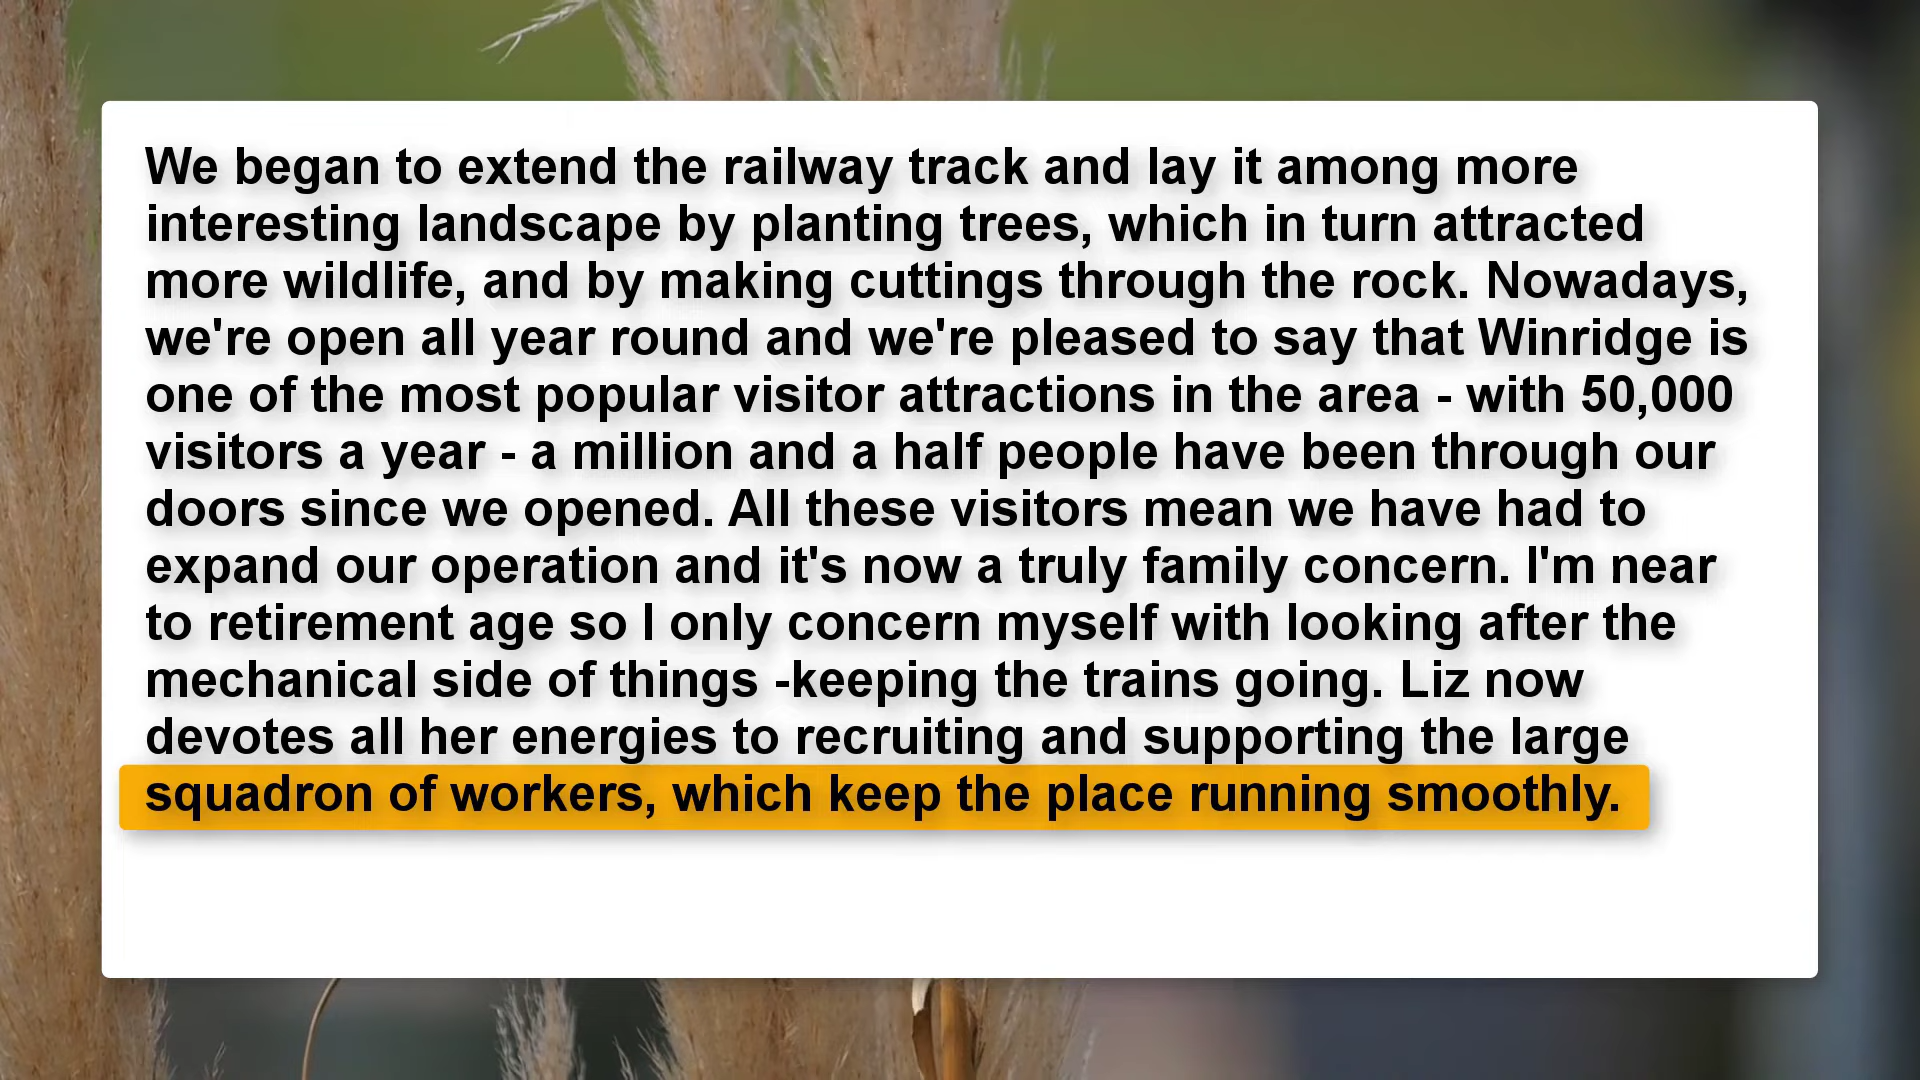 We began to extend the railway track and lay it among more
interesting landscape by planting trees, which in turn attracted
more wildlife, and by making cuttings through the rock. Nowadays,
we're open all year round and we're pleased to say that Winridge is
one of the most popular visitor attractions in the area - with 50,000
visitors a year - a million and a half people have been through our
doors since we opened. All these visitors mean we have had to
expand our operation and it's now a truly family concern. I'm near
to retirement age so I only concern myself with looking after the
mechanical side of things -keeping the trains going. Liz now
devotes all her energies to recruiting and supporting the large
squadron of workers, which keep the place running smoothly.